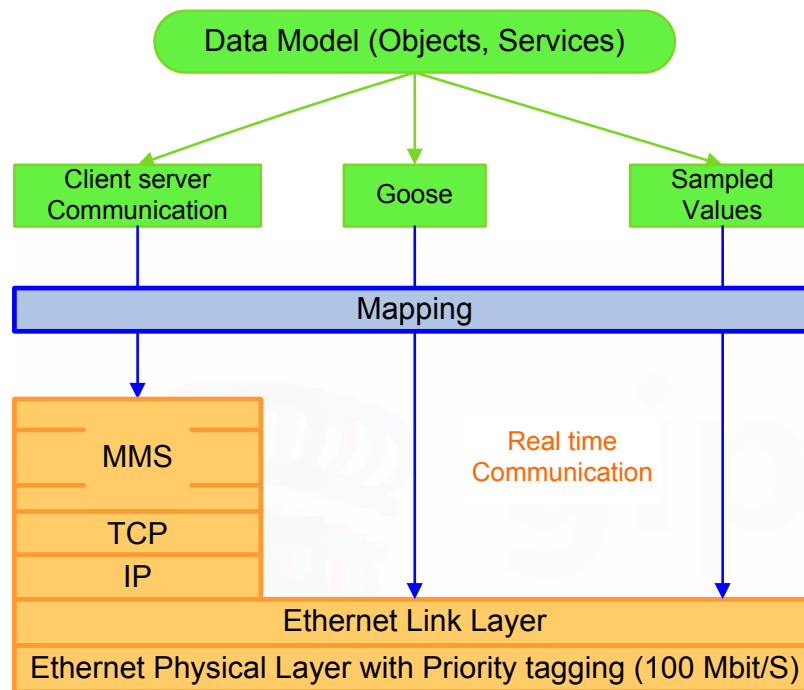 Data Model (Objects, Services)
Client server
Communication
Goose
Sampled
Values
Mapping
MMS
Real time
Communication
TCP
IP
Ethernet Link Layer
Ethernet Physical Layer with Priority tagging (100 Mbit/S)